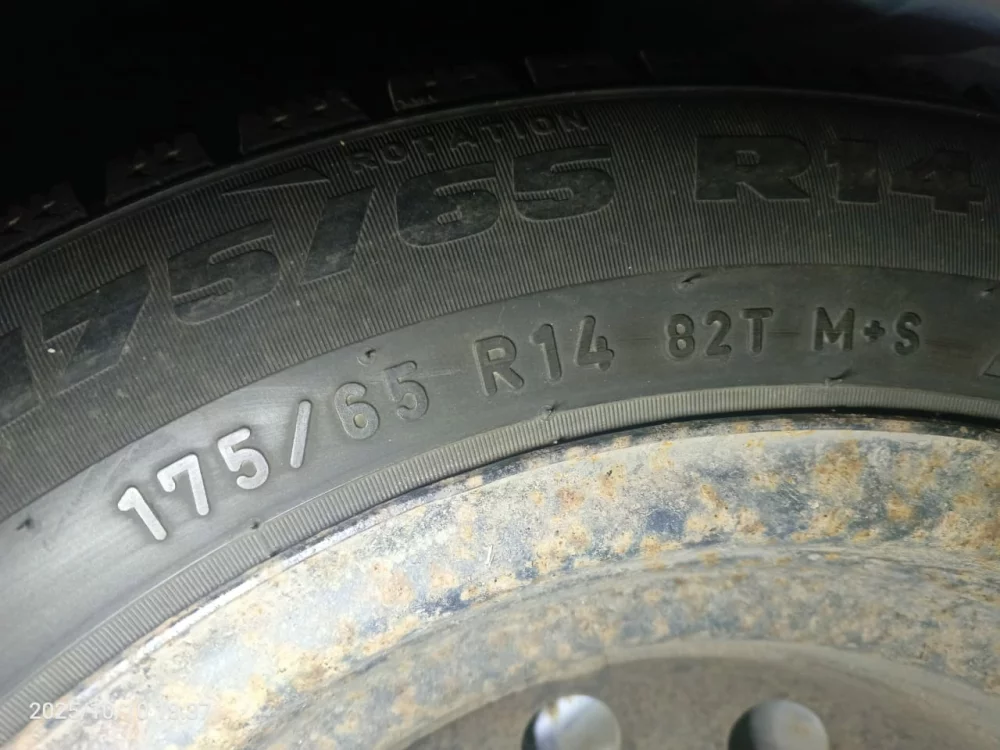 ROTATION
175/65 R14
175/65 R14 82T M+S